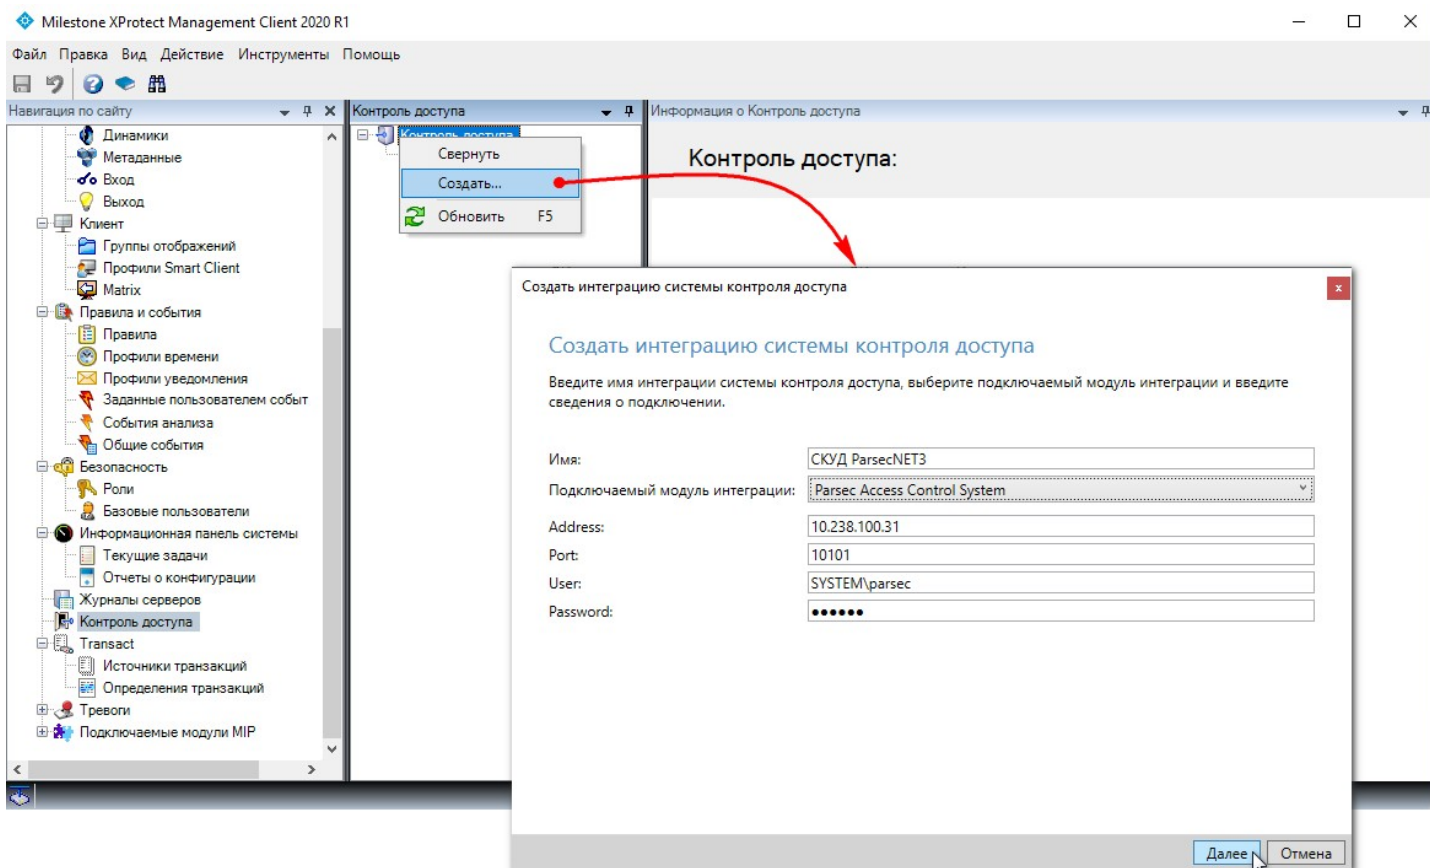 Milestone XProtect Management Client 2020 R1
Файл Правка Вид Действие Инструменты Помощь
Навигация по сайту
Динамики
Метаданные
Вход
Выход
Клиент
Группы отображений
Профили Smart Client
Matrix
Правила и события
Правила
Профили времени
Профили уведомления
Заданные пользователем событ
События анализа
Общие события
Безопасность
Роли
Базовые пользователи
Информационная панель системы
Текущие задачи
Отчеты о конфигурации
Журналы серверов
Контроль доступа
Transact
Источники транзакций
Определения транзакций
Тревоги
Подключаемые модули MIP
Контроль доступа
Контроль доступа
Свернуть
Создать...
Обновить F5
Информация о Контроль доступа
Контроль доступа:
Создать интеграцию системы контроля доступа
Создать интеграцию системы контроля доступа
Введите имя интеграции системы контроля доступа, выберите подключаемый модуль интеграции и введите
сведения о подключении.
Имя: СКУД ParsecNET3
Подключаемый модуль интеграции: Parsec Access Control System
Address: 10.238.100.31
Port: 10101
User: SYSTEM\parsec
Password: ●●●●●●
Далее Отмена